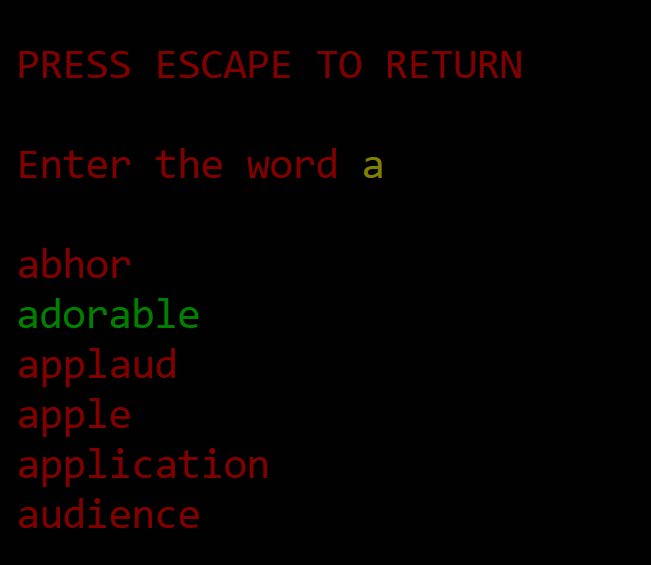 PRESS ESCAPE TO RETURN
Enter the word a
abhor
adorable
applaud
apple
application
audience